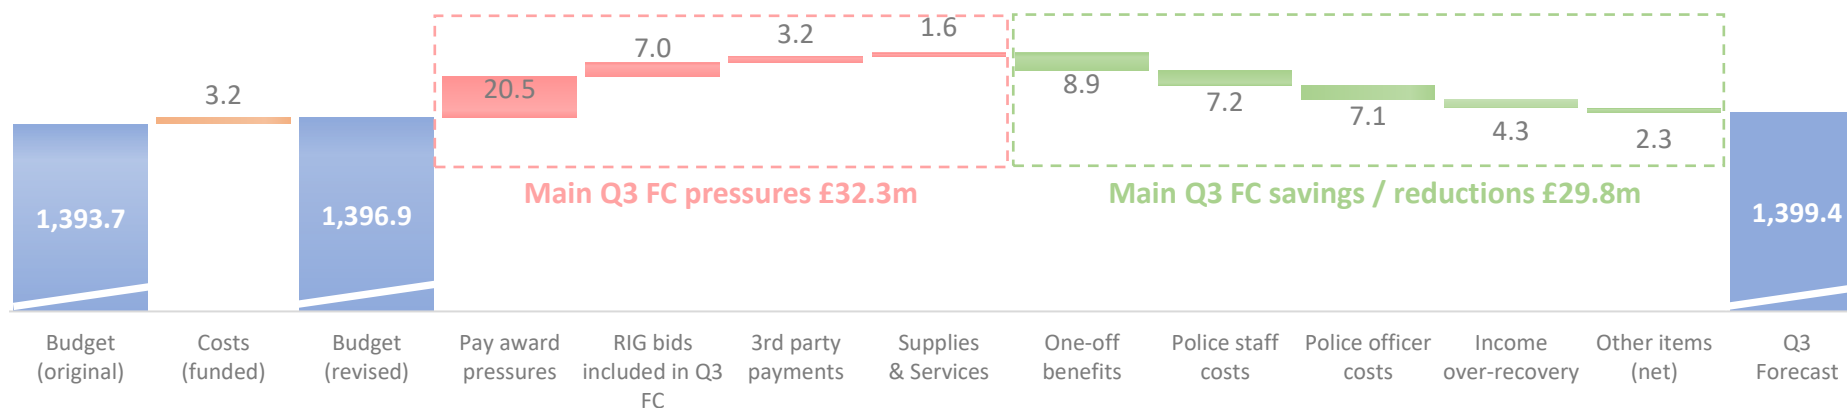 3.2
20.5
7.0
3.2
1.6
8.9
7.2
7.1
4.3
2.3
Main Q3 FC pressures £32.3m
Main Q3 FC savings / reductions £29.8m
1,393.7
1,396.9
1,399.4
Budget
(original)
Costs
(funded)
Budget
(revised)
Pay award
pressures
RIG bids
included in Q3
FC
3rd party
payments
Supplies
& Services
One-off
benefits
Police staff
costs
Police officer
costs
Income
over-recovery
Other items
(net)
Q3
Forecast